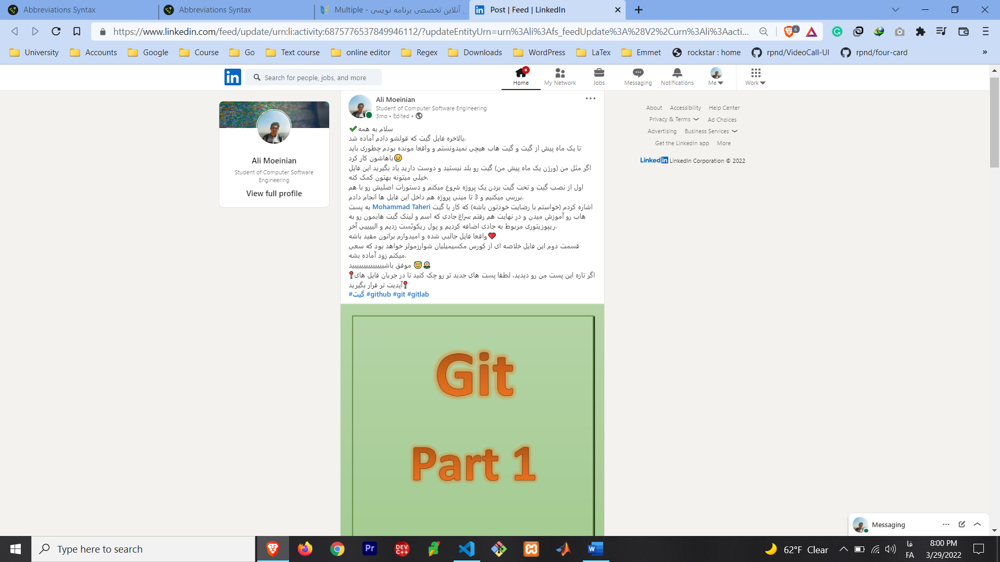 Abbreviations Syntax
Abbreviations Syntax
Multiple - آنلاین تخصصی برنامه نویسی
Post | Feed | LinkedIn
https://www.linkedin.com/feed/update/urn:li:activity:6875776537849946112/?updateEntityUrn=urn%3Ali%3Afs_feedUpdate%3A%28V2%2Curn%3Ali%3Aacti...
6
University
Accounts
Google
Course
Go
Text course
online editor
Regex
Downloads
WordPress
LaTex
Emmet
rockstar : home
rpnd/VideoCall-UI
rpnd/four-card
»
in
Search for people, jobs, and more
Home
My Network
Jobs
Messaging
Notifications
Me
Work
Ali Moeinian
Student of Computer Software
Engineering
View full profile
Ali Moeinian
Student of Computer Software Engineering
3mo • Edited •
✔سلام به همه
بالاخره فایل گیت که قولشو دادم آماده شد.
تا یک ماه پیش از گیت و گیت هاب هیچی نمیدونستم و واقعا مونده بودم چطوری باید
باهاشون کار کرد😥
اگر مثل من (ورژن یک ماه پیش من) گیت رو بلد نیستید و دوست دارید یاد بگیرید این فایل
خیلی میتونه بهتون کمک کنه.
اول از نصب گیت و تحت گیت بردن یک پروژه شروع میکنم و دستورات اصلیش رو با هم
بررسی میکنیم و 3 تا مینی پروژه هم داخل این فایل ها انجام دادم.
به پست Mohammad Taheri اشاره کردم (خواستم با رضایت خودتون باشه) که کار با گیت
هاب رو آموزش میدن و در نهایت هم رفتم سراغ جادی که اسم و لینک گیت هابمون رو به
ریپوزیتوری مربوط به جادی اضافه کردیم و پول ریکوئست زدیم و الییییی آخر.
واقعا فایل جالبی شده و امیدوارم براتون مفید باشه❤
قسمت دوم این فایل خلاصه ای از کورس مکسیمیلیان شوارزمولر خواهد بود که سعی
میکنم زود آماده بشه.
موفق باشییییییییییییییید 😇💮
📍اگر تازه این پست من رو دیدید، لطفا پست های جدید تر رو چک کنید تا در جریان فایل های
آپدیت تر قرار بگیرید📍
#گیت #github #git #gitlab
Git
Part 1
About
Accessibility
Help Center
Privacy & Terms
Ad Choices
Advertising
Business Services
Get the LinkedIn app
More
LinkedIn LinkedIn Corporation © 2022
Messaging
Type here to search
Pr
DEV
C++
W
62°F Clear
فا
FA
8:00 PM
3/29/2022